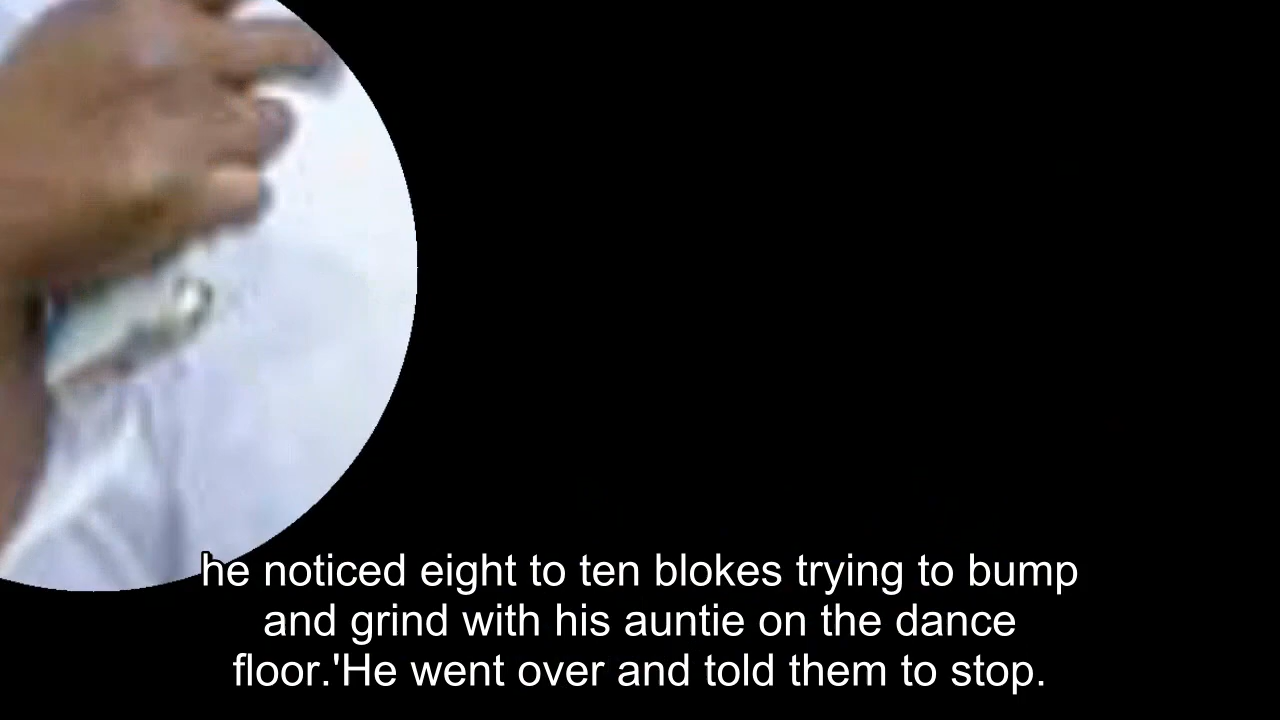 he noticed eight to ten blokes trying to bump
and grind with his auntie on the dance
floor.'He went over and told them to stop.